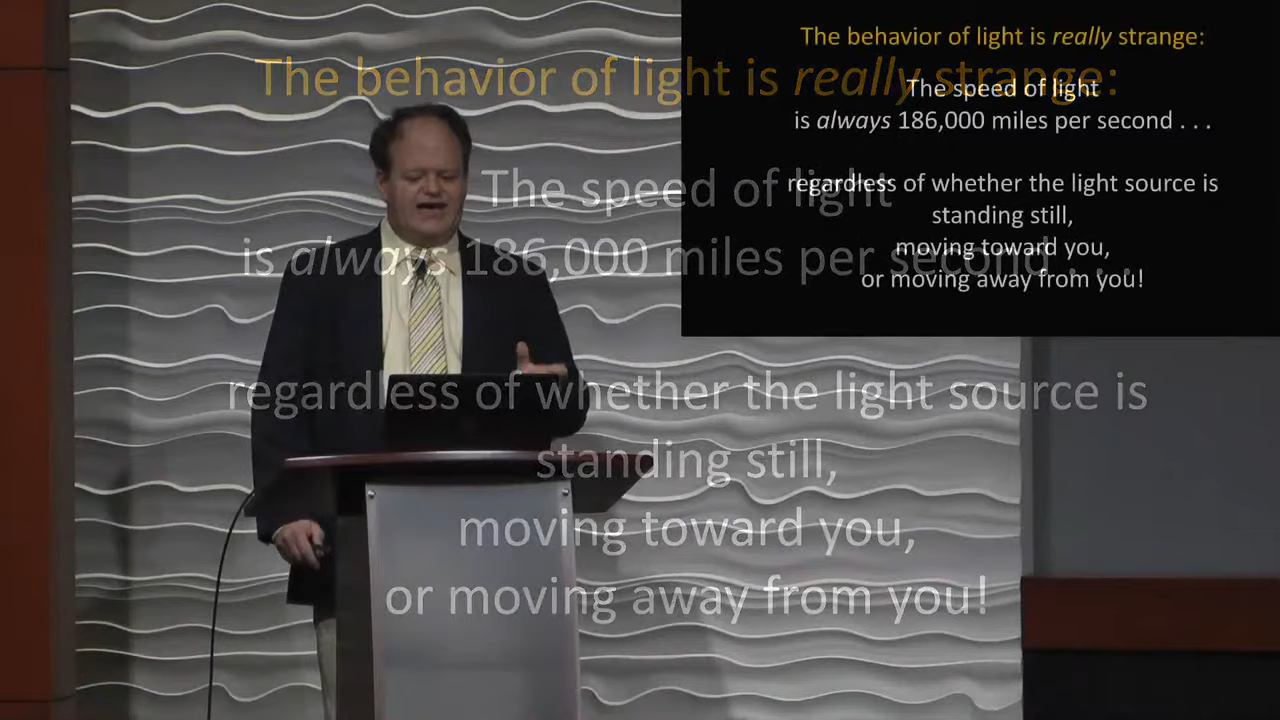 The behavior of light is really strange:
The speed of light
is always 186,000 miles per second . . .
regardless of whether the light source is
standing still,
moving toward you,
or moving away from you!
The behavior of light is really strange:
The speed of light
is always 186,000 miles per second . . .
regardless of whether the light source is
standing still,
moving toward you,
or moving away from you!